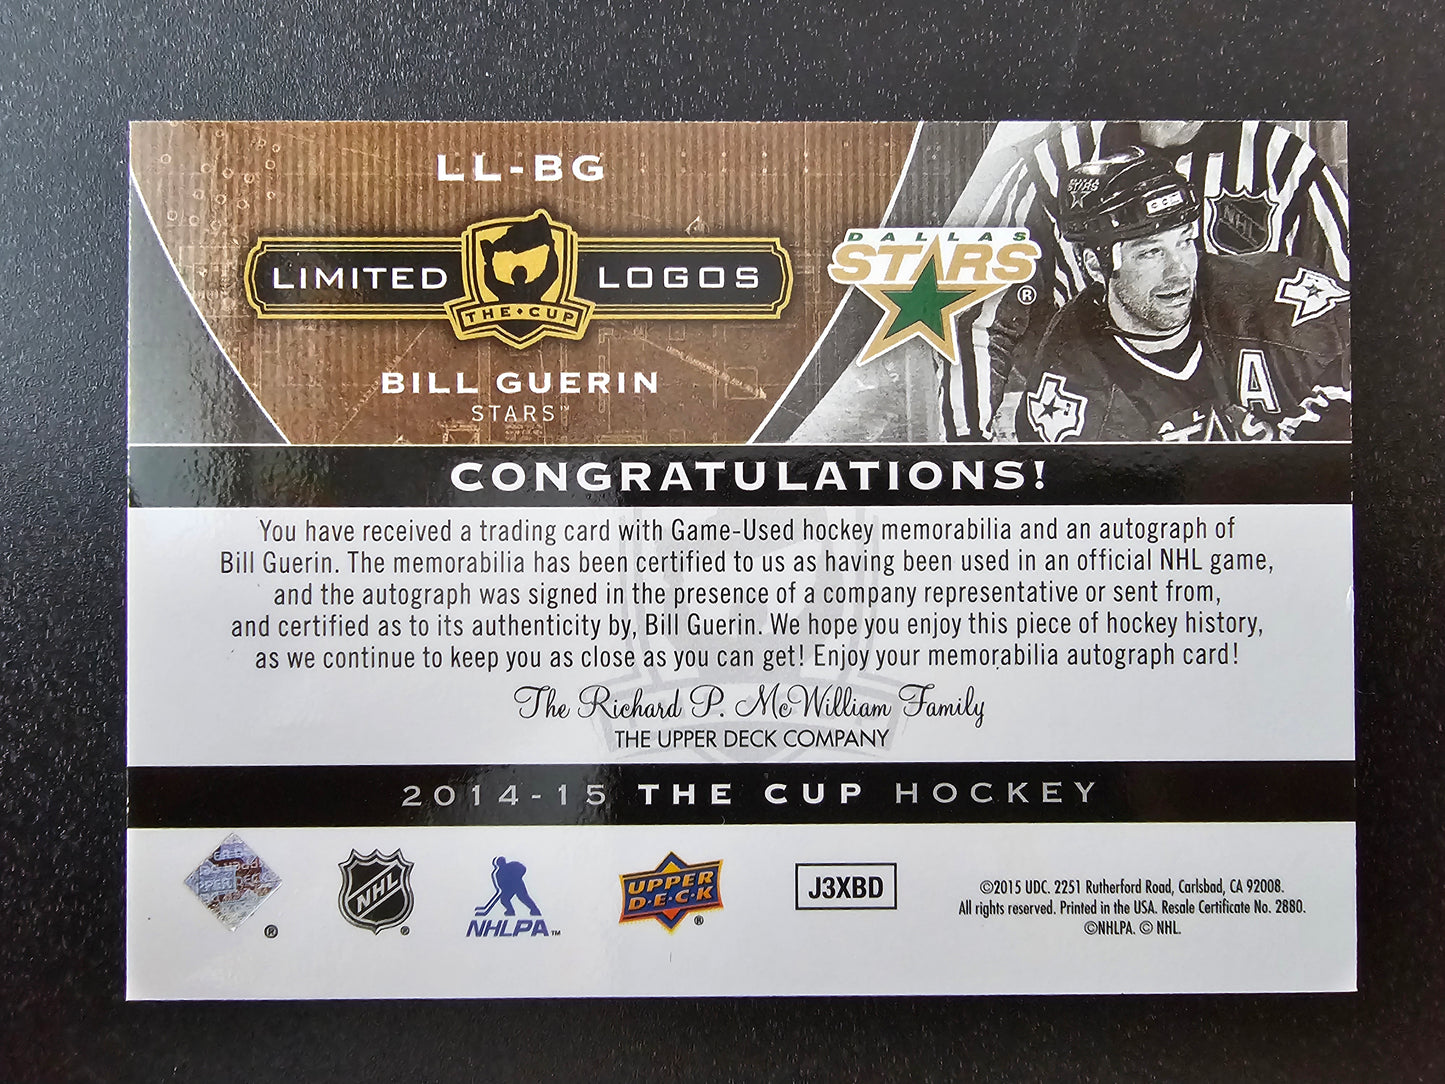 LL-BG
LIMITED LOGOS
THE • CUP
BILL GUERIN
STARS™
DALLAS
STARS
®
STARS
NHL
A
CONGRATULATIONS!
You have received a trading card with Game-Used hockey memorabilia and an autograph of
Bill Guerin. The memorabilia has been certified to us as having been used in an official NHL game,
and the autograph was signed in the presence of a company representative or sent from,
and certified as to its authenticity by, Bill Guerin. We hope you enjoy this piece of hockey history,
as we continue to keep you as close as you can get! Enjoy your memorabilia autograph card!
The Richard P. McWilliam Family
THE UPPER DECK COMPANY
2014-15 THE CUP HOCKEY
®
NHL
®
NHLPA™
UPPER
D•E•C•K
®
J3XBD
©2015 UDC. 2251 Rutherford Road, Carlsbad, CA 92008.
All rights reserved. Printed in the USA. Resale Certificate No. 2880.
©NHLPA. © NHL.